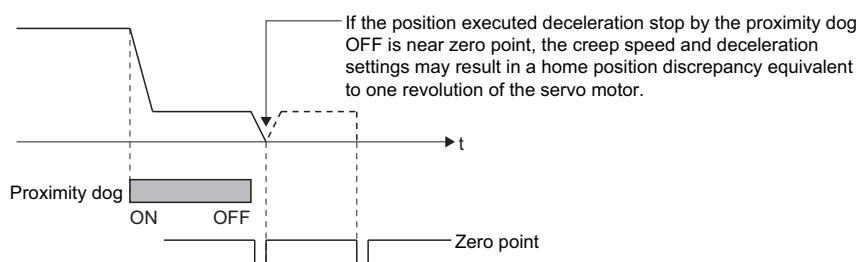 If the position executed deceleration stop by the proximity dog
OFF is near zero point, the creep speed and deceleration
settings may result in a home position discrepancy equivalent
to one revolution of the servo motor.
t
Proximity dog
ON OFF
Zero point